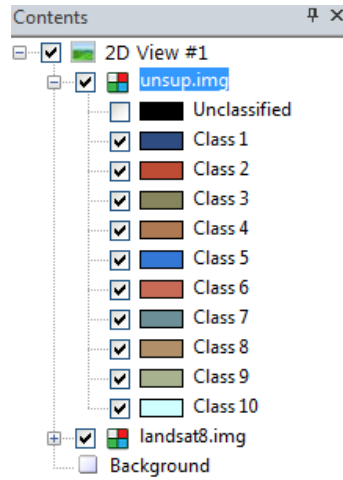 Contents
2D View #1
unsup.img
Unclassified
Class 1
Class 2
Class 3
Class 4
Class 5
Class 6
Class 7
Class 8
Class 9
Class 10
landsat8.img
Background